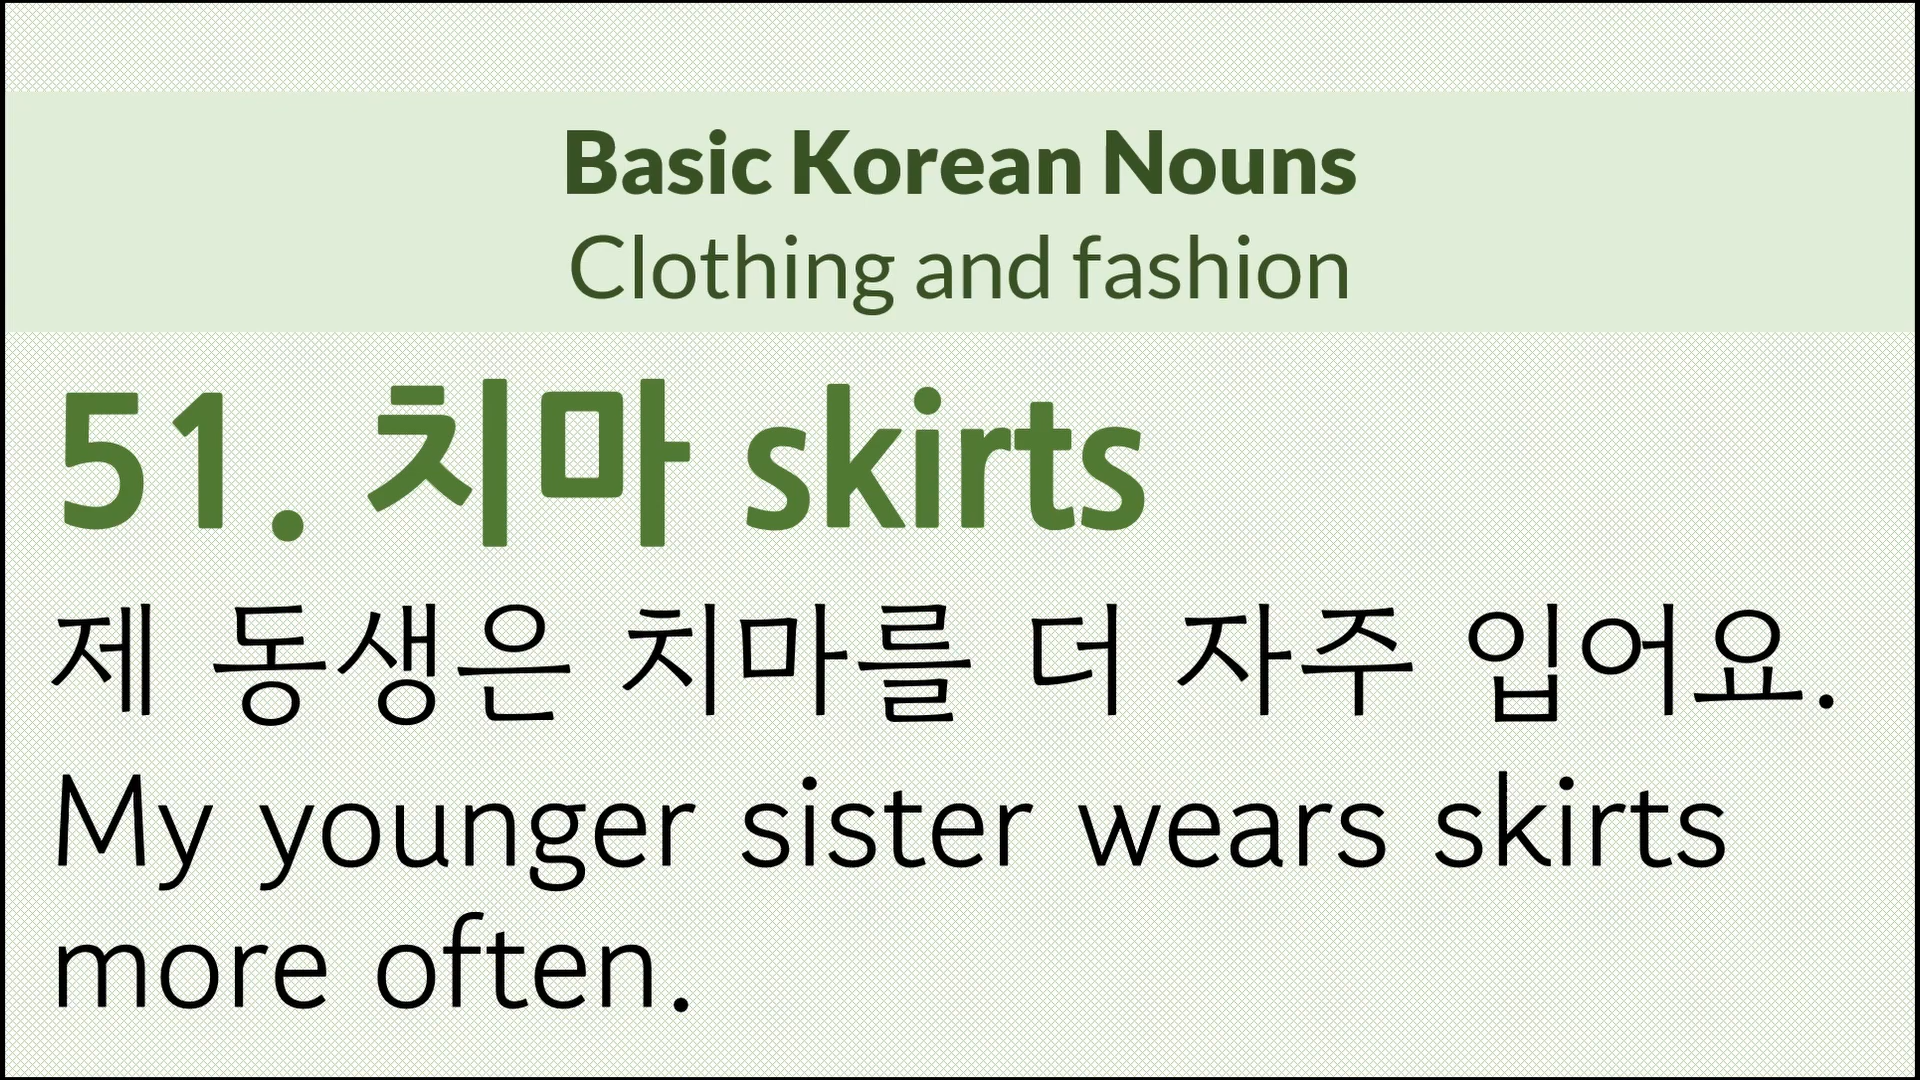 Basic Korean Nouns
Clothing and fashion
51. 치마 skirts
제 동생은 치마를 더 자주 입어요.
My younger sister wears skirts
more often.